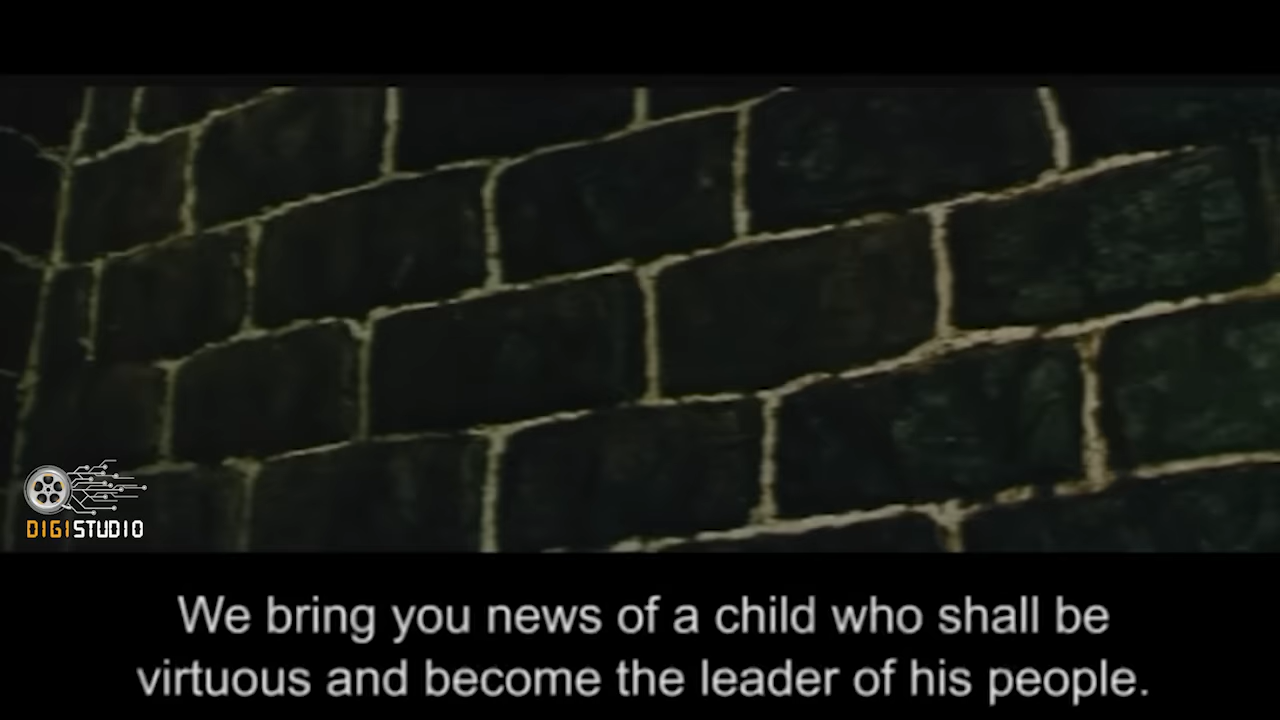 DIGISTUDIO
We bring you news of a child who shall be
virtuous and become the leader of his people.